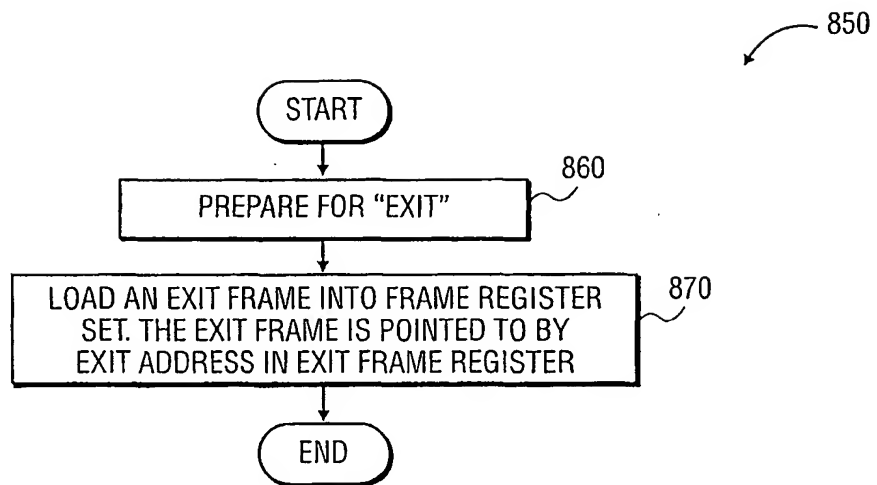 850
START
860
PREPARE FOR “EXIT”
870
LOAD AN EXIT FRAME INTO FRAME REGISTER
SET. THE EXIT FRAME IS POINTED TO BY
EXIT ADDRESS IN EXIT FRAME REGISTER
END